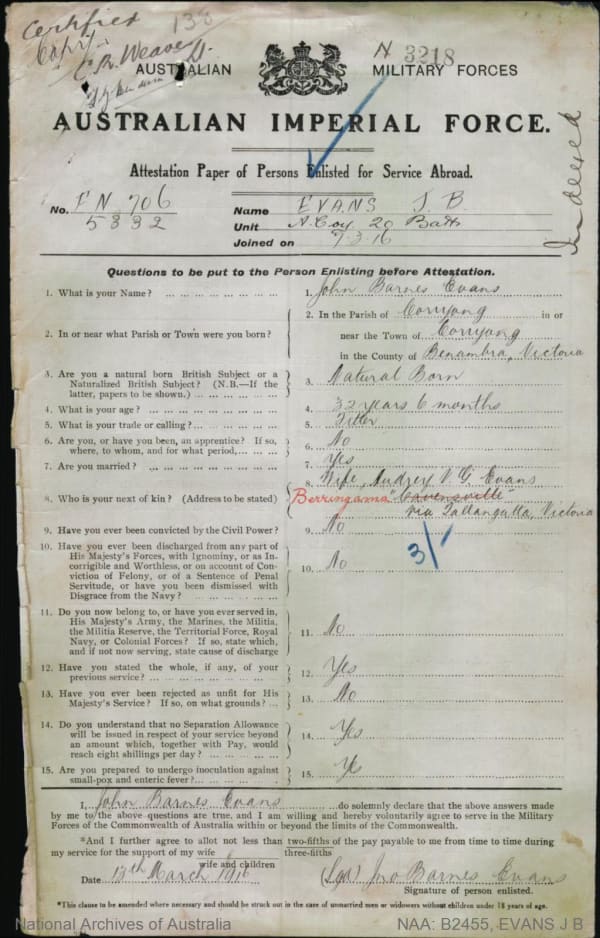 Certified 138
Copy
C. R. Weaver Lt.
N 3218
AUSTRALIAN MILITARY FORCES
AUSTRALIAN IMPERIAL FORCE.
Indexed
Attestation Paper of Persons Enlisted for Service Abroad.
No. FN 706
5332
Name EVANS J. B.
Unit A. Coy. 20 Batt
Joined on 7.3.16
Questions to be put to the Person Enlisting before Attestation.
1. What is your Name? ... 1. John Barnes Evans
2. In or near what Parish or Town were you born? 2. In the Parish of Corryong in or
near the Town of Corryong
in the County of Benambra, Victoria
3. Are you a natural born British Subject or a
Naturalized British Subject? (N.B.—If the
latter, papers to be shown.) ... 3. Natural Born
4. What is your age? ... 4. 32 years 6 months
5. What is your trade or calling? ... 5. Fitter
6. Are you, or have you been, an apprentice? If so,
where, to whom, and for what period, ... 6. No
7. Are you married? ... 7. Yes
8. Who is your next of kin? (Address to be stated) 8. Wife, Audrey V. G. Evans
Berringama
via Tallangatta, Victoria
9. Have you ever been convicted by the Civil Power? 9. No
3/-
10. Have you ever been discharged from any part of
His Majesty's Forces, with Ignominy, or as In-
corrigible and Worthless, or on account of Con-
viction of Felony, or of a Sentence of Penal
Servitude, or have you been dismissed with
Disgrace from the Navy? ... 10. No
11. Do you now belong to, or have you ever served in,
His Majesty's Army, the Marines, the Militia,
the Militia Reserve, the Territorial Force, Royal
Navy, or Colonial Forces? If so, state which,
and if not now serving, state cause of discharge 11. No
12. Have you stated the whole, if any, of your
previous service? ... 12. Yes
13. Have you ever been rejected as unfit for His
Majesty's Service? If so, on what grounds? ... 13. No
14. Do you understand that no Separation Allowance
will be issued in respect of your service beyond
an amount which, together with Pay, would
reach eight shillings per day? ... 14. Yes
15. Are you prepared to undergo inoculation against
small-pox and enteric fever? ... 15. Yes
I, John Barnes Evans do solemnly declare that the above answers made
by me to the above questions are true, and I am willing and hereby voluntarily agree to serve in the Military
Forces of the Commonwealth of Australia within or beyond the limits of the Commonwealth.
*And I further agree to allot not less than two-fifths of the pay payable to me from time to time during
my service for the support of my wife three-fifths
wife and children
Date 13th March 1916 (Sgd) Jno Barnes Evans
Signature of person enlisted.
*This clause to be amended where necessary and should be struck out in the case of unmarried men or widowers without children under 18 years of age.
National Archives of Australia NAA: B2455, EVANS J B